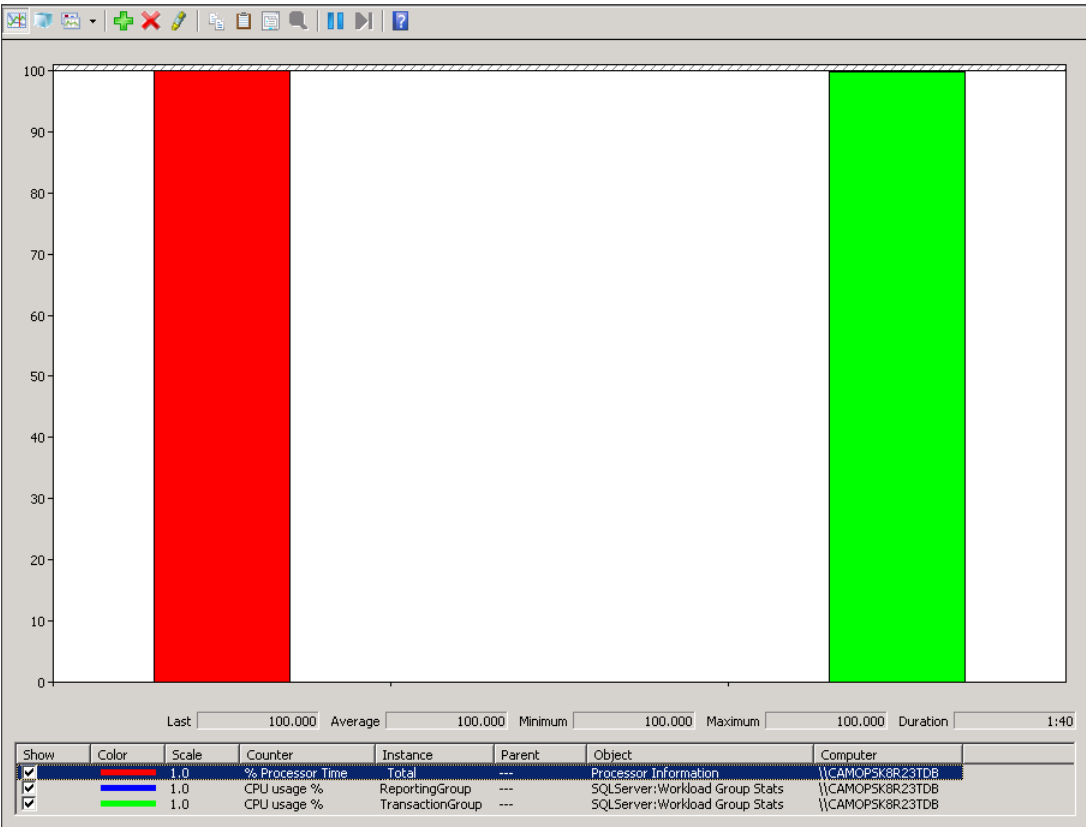 100
90
80
70
60
50
40
30
20
10
0
Last 100.000 Average 100.000 Minimum 100.000 Maximum 100.000 Duration 1:40
Show Color Scale Counter Instance Parent Object Computer
1.0 % Processor Time _Total --- Processor Information \\CAMOPSK8R23TDB
1.0 CPU usage % ReportingGroup --- SQLServer:Workload Group Stats \\CAMOPSK8R23TDB
1.0 CPU usage % TransactionGroup --- SQLServer:Workload Group Stats \\CAMOPSK8R23TDB